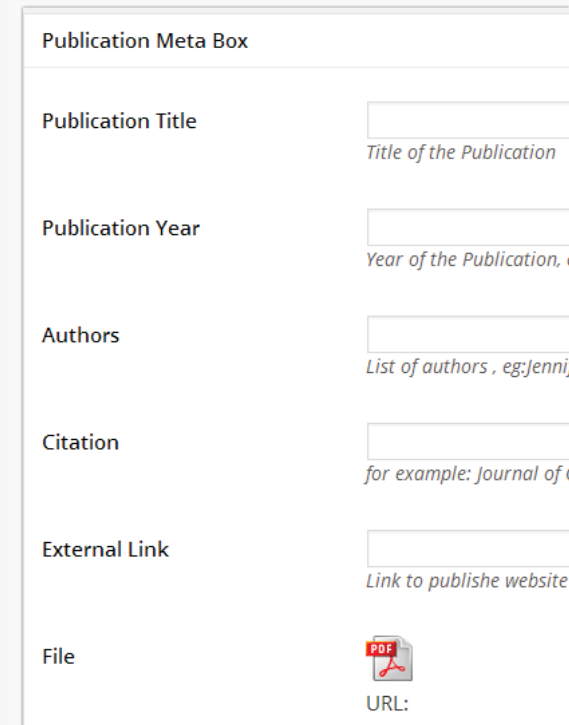 Publication Meta Box
Publication Title
Title of the Publication
Publication Year
Year of the Publication,
Authors
List of authors , eg:Jenni
Citation
for example: Journal of
External Link
Link to publishe website
File
PDF
URL: